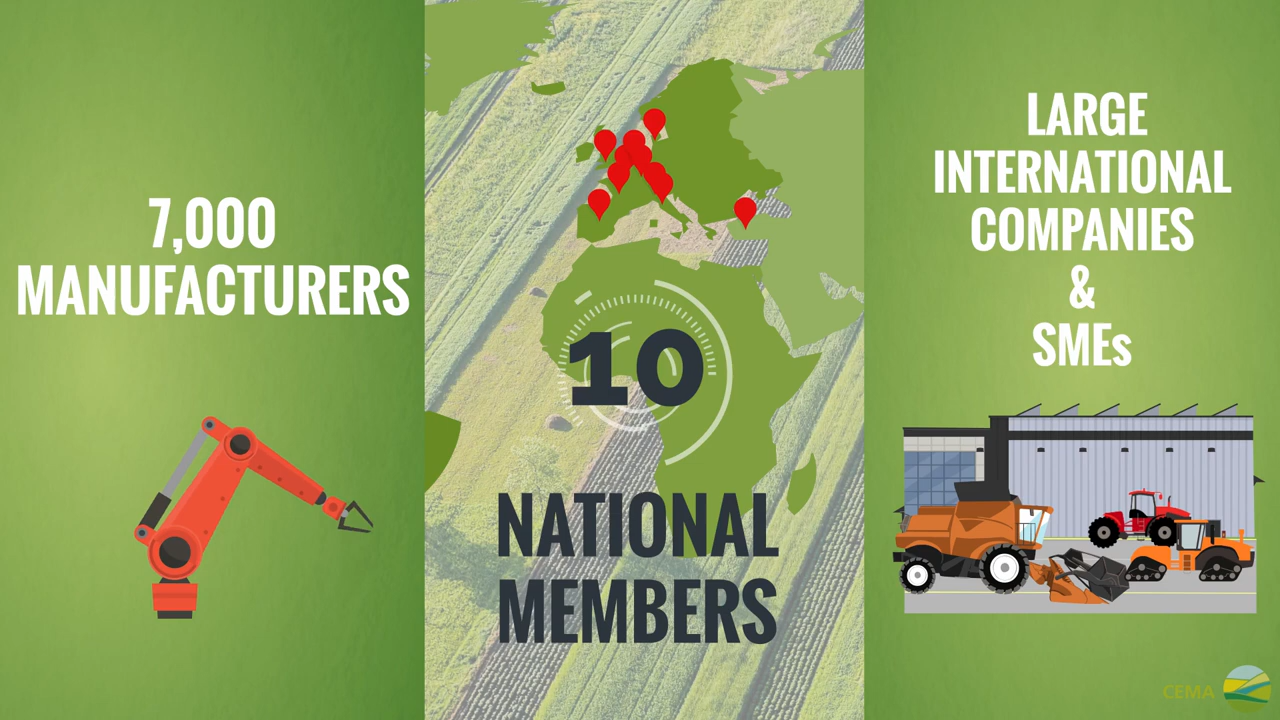 7,000
MANUFACTURERS
10
NATIONAL
MEMBERS
LARGE
INTERNATIONAL
COMPANIES
&
SMEs
CEMA